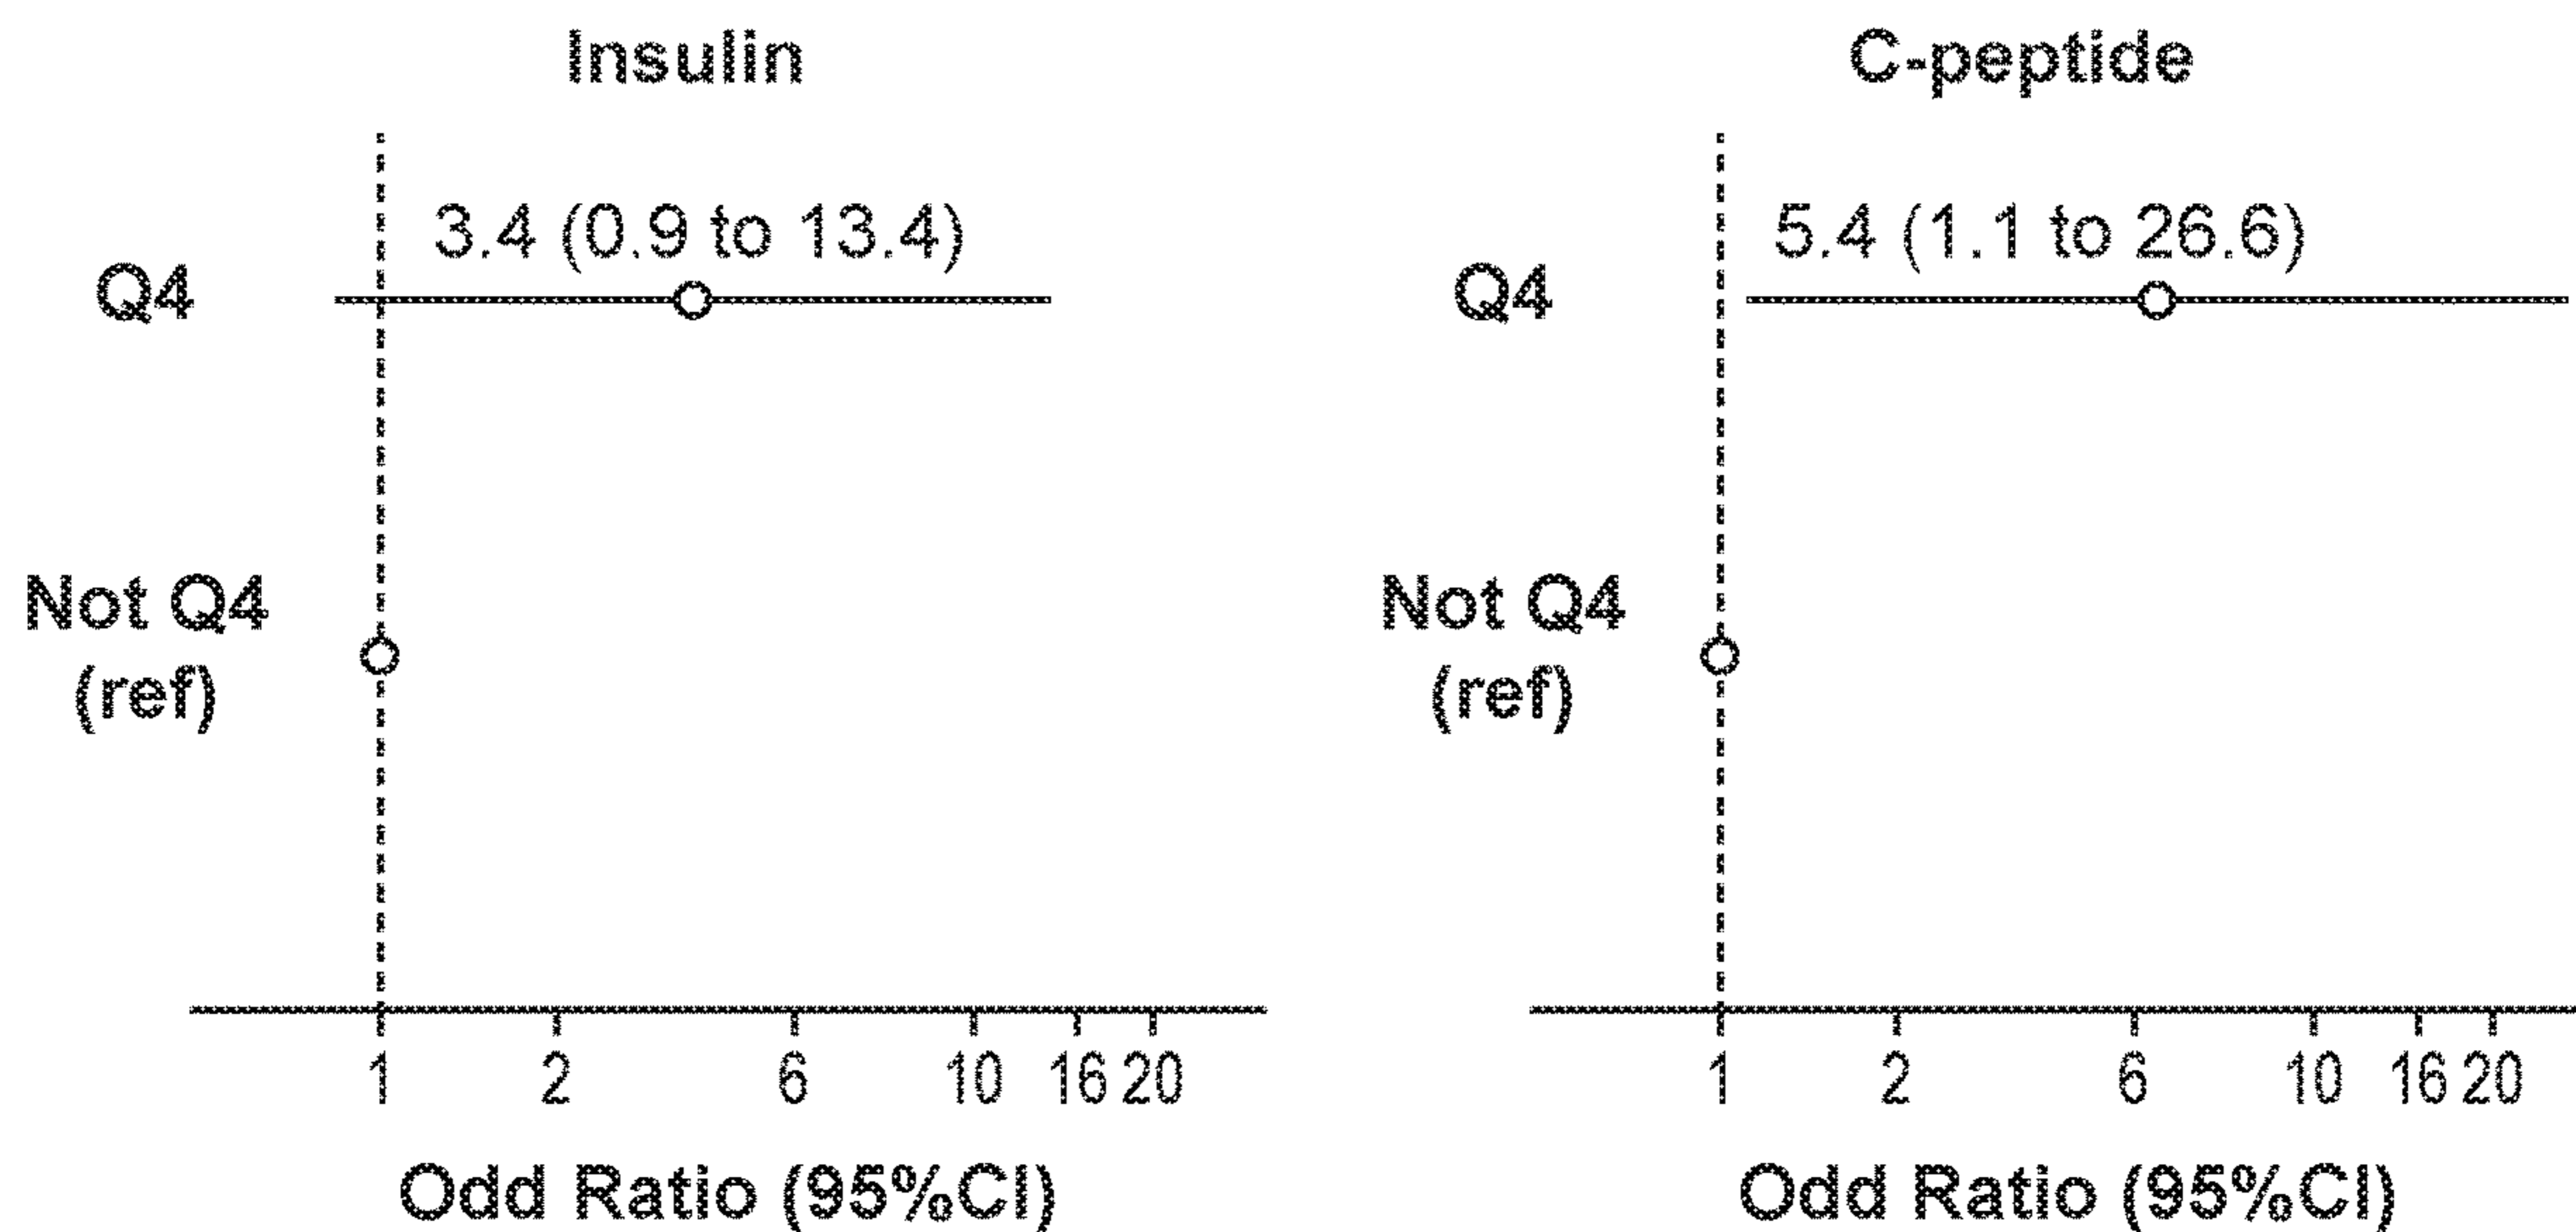 Insulin
3.4 (0.9 to 13.4)
Q4
Not Q4
(ref)
1 2 6 10 16 20
Odd Ratio (95%CI)
C-peptide
5.4 (1.1 to 26.6)
Q4
Not Q4
(ref)
1 2 6 10 16 20
Odd Ratio (95%CI)